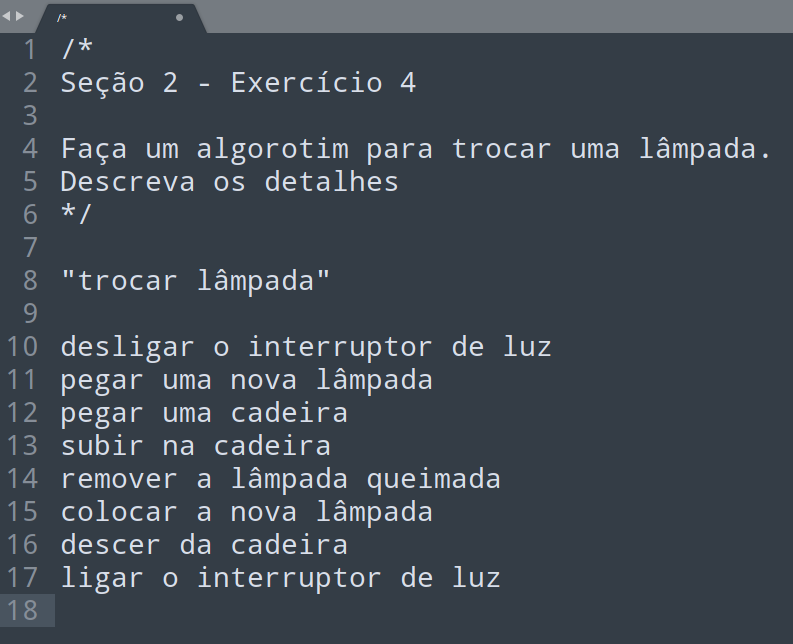 /*
1 /*
2 Seção 2 - Exercício 4
3
4 Faça um algorotim para trocar uma lâmpada.
5 Descreva os detalhes
6 */
7
8 "trocar lâmpada"
9
10 desligar o interruptor de luz
11 pegar uma nova lâmpada
12 pegar uma cadeira
13 subir na cadeira
14 remover a lâmpada queimada
15 colocar a nova lâmpada
16 descer da cadeira
17 ligar o interruptor de luz
18